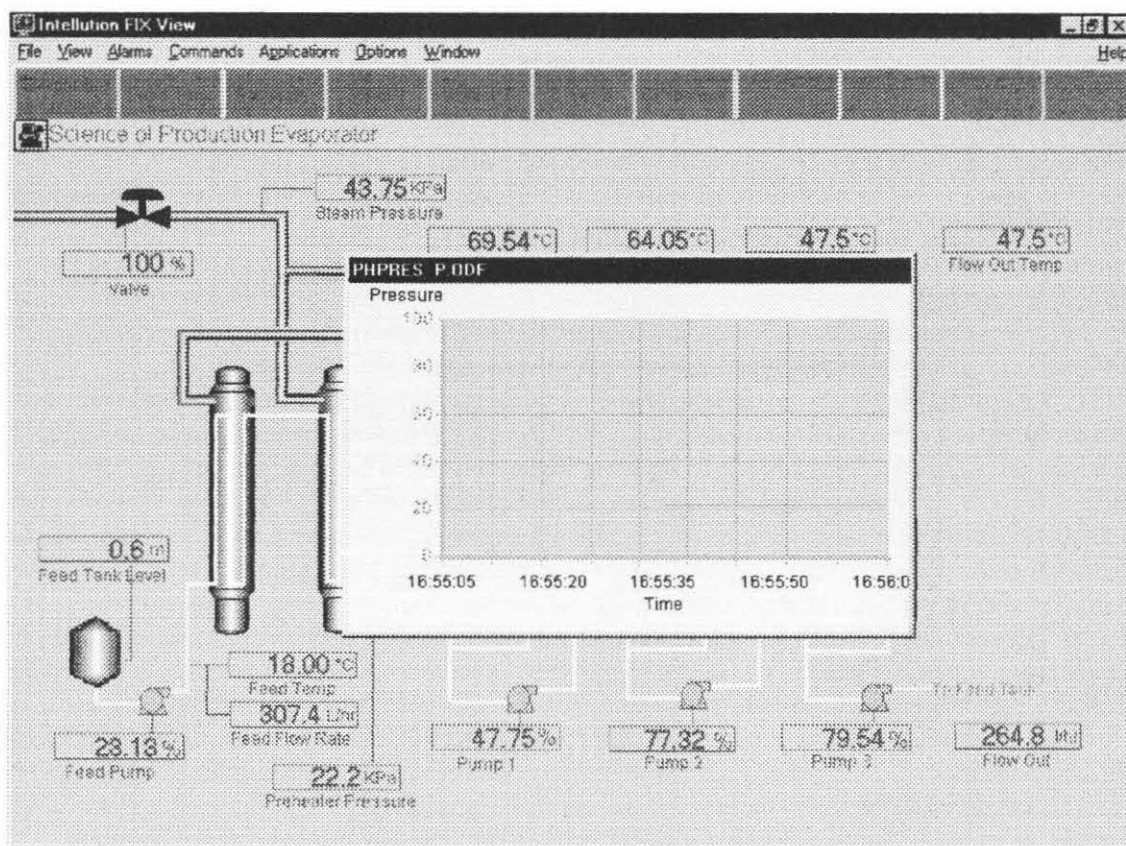 Intellution FIX View
File View Alarms Commands Applications Options Window Help
Science of Production Evaporator
43.75 KPa
Steam Pressure
69.54 °C 64.05 °C 47.5 °C 47.5 °C
Flow Out Temp
100 %
Valve
PHPRES_P.ODF
Pressure
100
80
60
40
20
0
16:55:05 16:55:20 16:55:35 16:55:50 16:56:0
Time
0.6 m
Feed Tank Level
18.00 °C
Feed Temp
307.4 L/hr
Feed Flow Rate
23.13 %
Feed Pump
22.2 KPa
Preheater Pressure
47.75 %
Pump 1
77.32 %
Pump 2
79.54 %
Pump 3
To Feed Tank
264.8
Flow Out